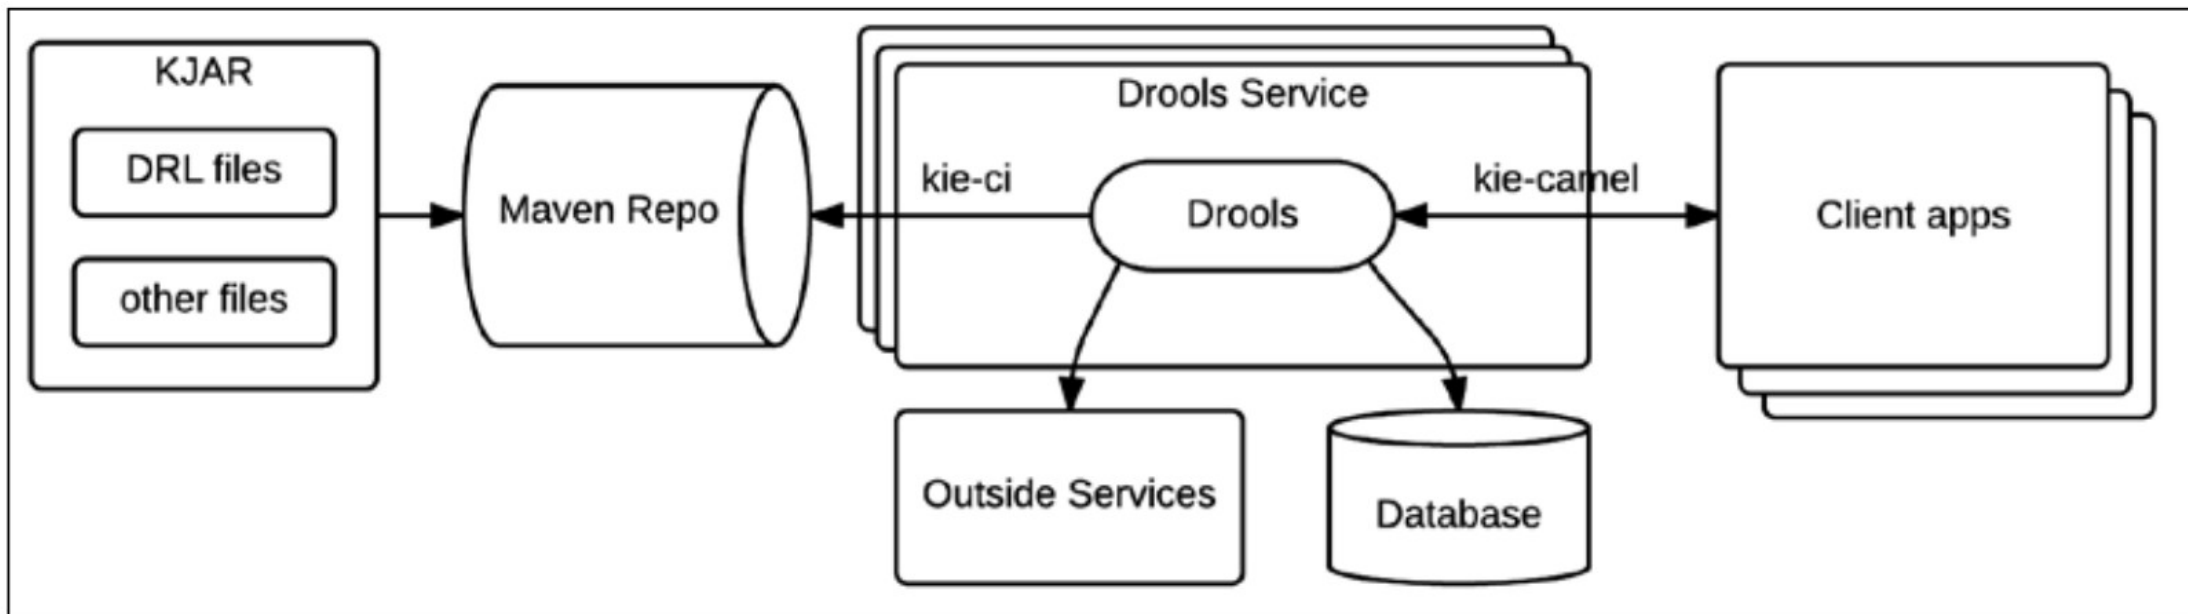 KJAR
DRL files
other files
Maven Repo
Drools Service
kie-ci
Drools
kie-camel
Client apps
Outside Services
Database